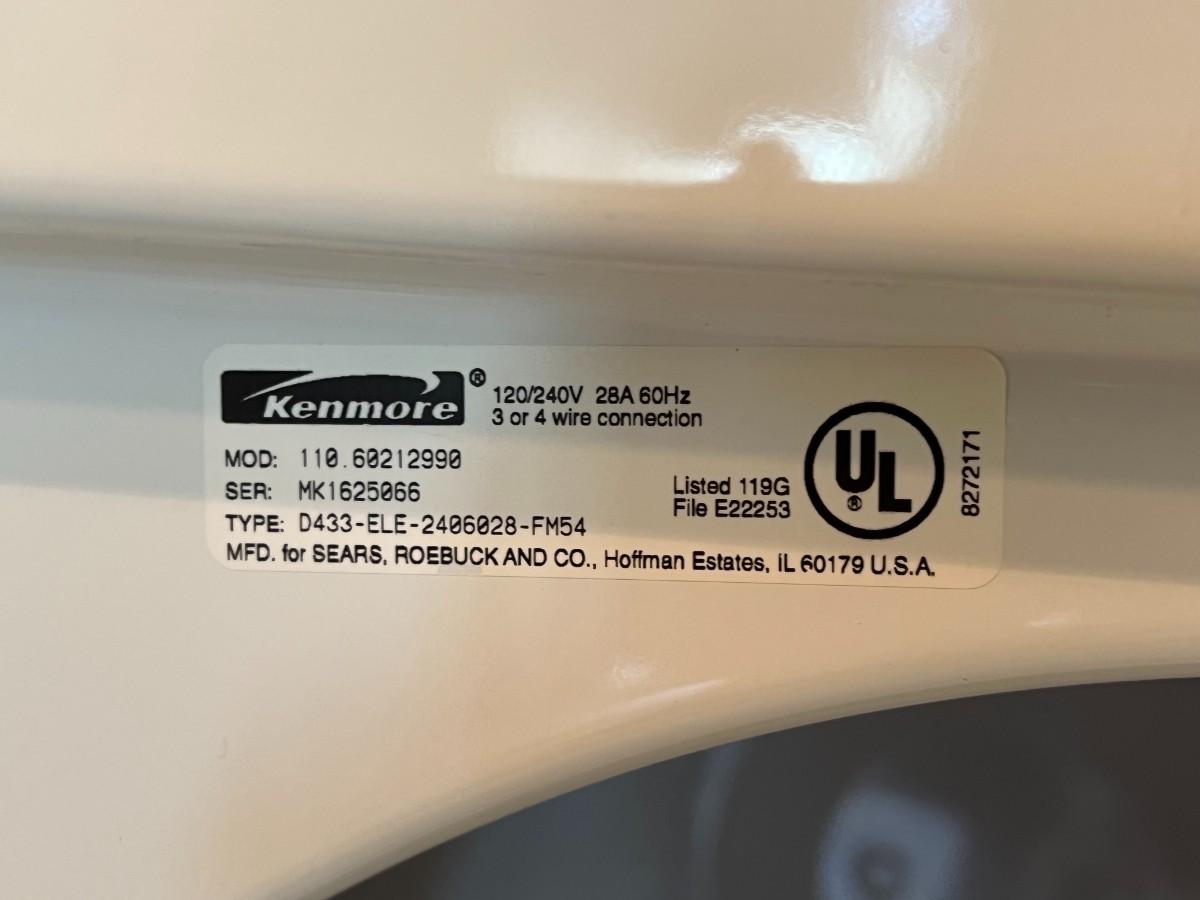 Kenmore®
120/240V 28A 60Hz
3 or 4 wire connection
MOD: 110.60212990
SER: MK1625066
TYPE: D433-ELE-2406028-FM54
Listed 119G
File E22253
UL®
8272171
MFD. for SEARS, ROEBUCK AND CO., Hoffman Estates, IL 60179 U.S.A.